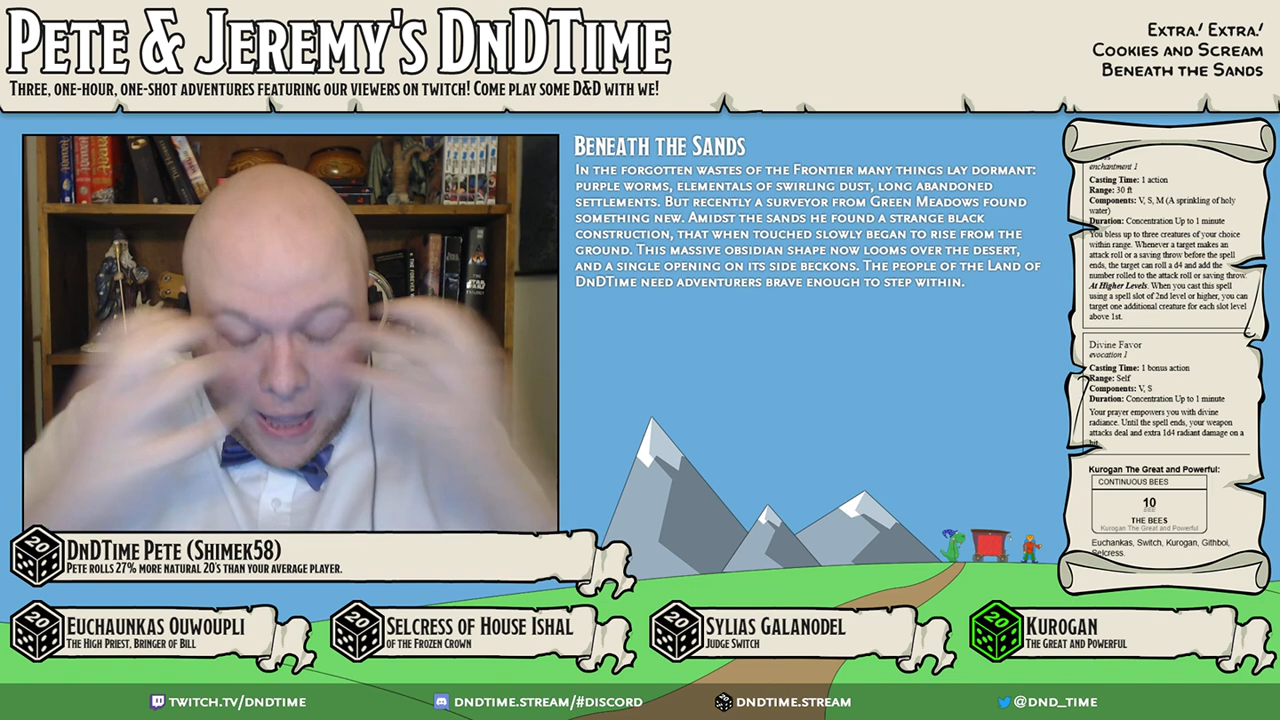 Pete & Jeremy's DnDTime
Three, one-hour, one-shot adventures featuring our viewers on twitch! Come play some D&D with we!
Extra! Extra!
Cookies and Scream
Beneath the Sands
Beneath the Sands
In the forgotten wastes of the Frontier many things lay dormant:
purple worms, elementals of swirling dust, long abandoned
settlements. But recently a surveyor from Green Meadows found
something new. Amidst the sands he found a strange black
construction, that when touched slowly began to rise from the
ground. This massive obsidian shape now looms over the desert,
and a single opening on its side beckons. The people of the Land of
DnDTime need adventurers brave enough to step within.
enchantment 1
Casting Time: 1 action
Range: 30 ft
Components: V, S, M (A sprinkling of holy
water)
Duration: Concentration Up to 1 minute
You bless up to three creatures of your choice
within range. Whenever a target makes an
attack roll or a saving throw before the spell
ends, the target can roll a d4 and add the
number rolled to the attack roll or saving throw.
At Higher Levels. When you cast this spell
using a spell slot of 2nd level or higher, you can
target one additional creature for each slot level
above 1st.
Divine Favor
evocation 1
Casting Time: 1 bonus action
Range: Self
Components: V, S
Duration: Concentration Up to 1 minute
Your prayer empowers you with divine
radiance. Until the spell ends, your weapon
attacks deal and extra 1d4 radiant damage on a
hit.
Kurogan The Great and Powerful:
CONTINUOUS BEES
10
BEE
THE BEES
Kurogan The Great and Powerful
Euchankas, Switch, Kurogan, Githboi,
Selcress.
20
DnDTime Pete (Shimek58)
Pete rolls 27% more natural 20's than your average player.
20
Euchaunkas Ouwoupli
The High Priest, Bringer of Bill
20
Selcress of House Ishal
of the Frozen Crown
20
Sylias Galanodel
Judge Switch
20
Kurogan
The Great and Powerful
twitch.tv/dndtime
dndtime.stream/#discord
dndtime.stream
@dnd_time